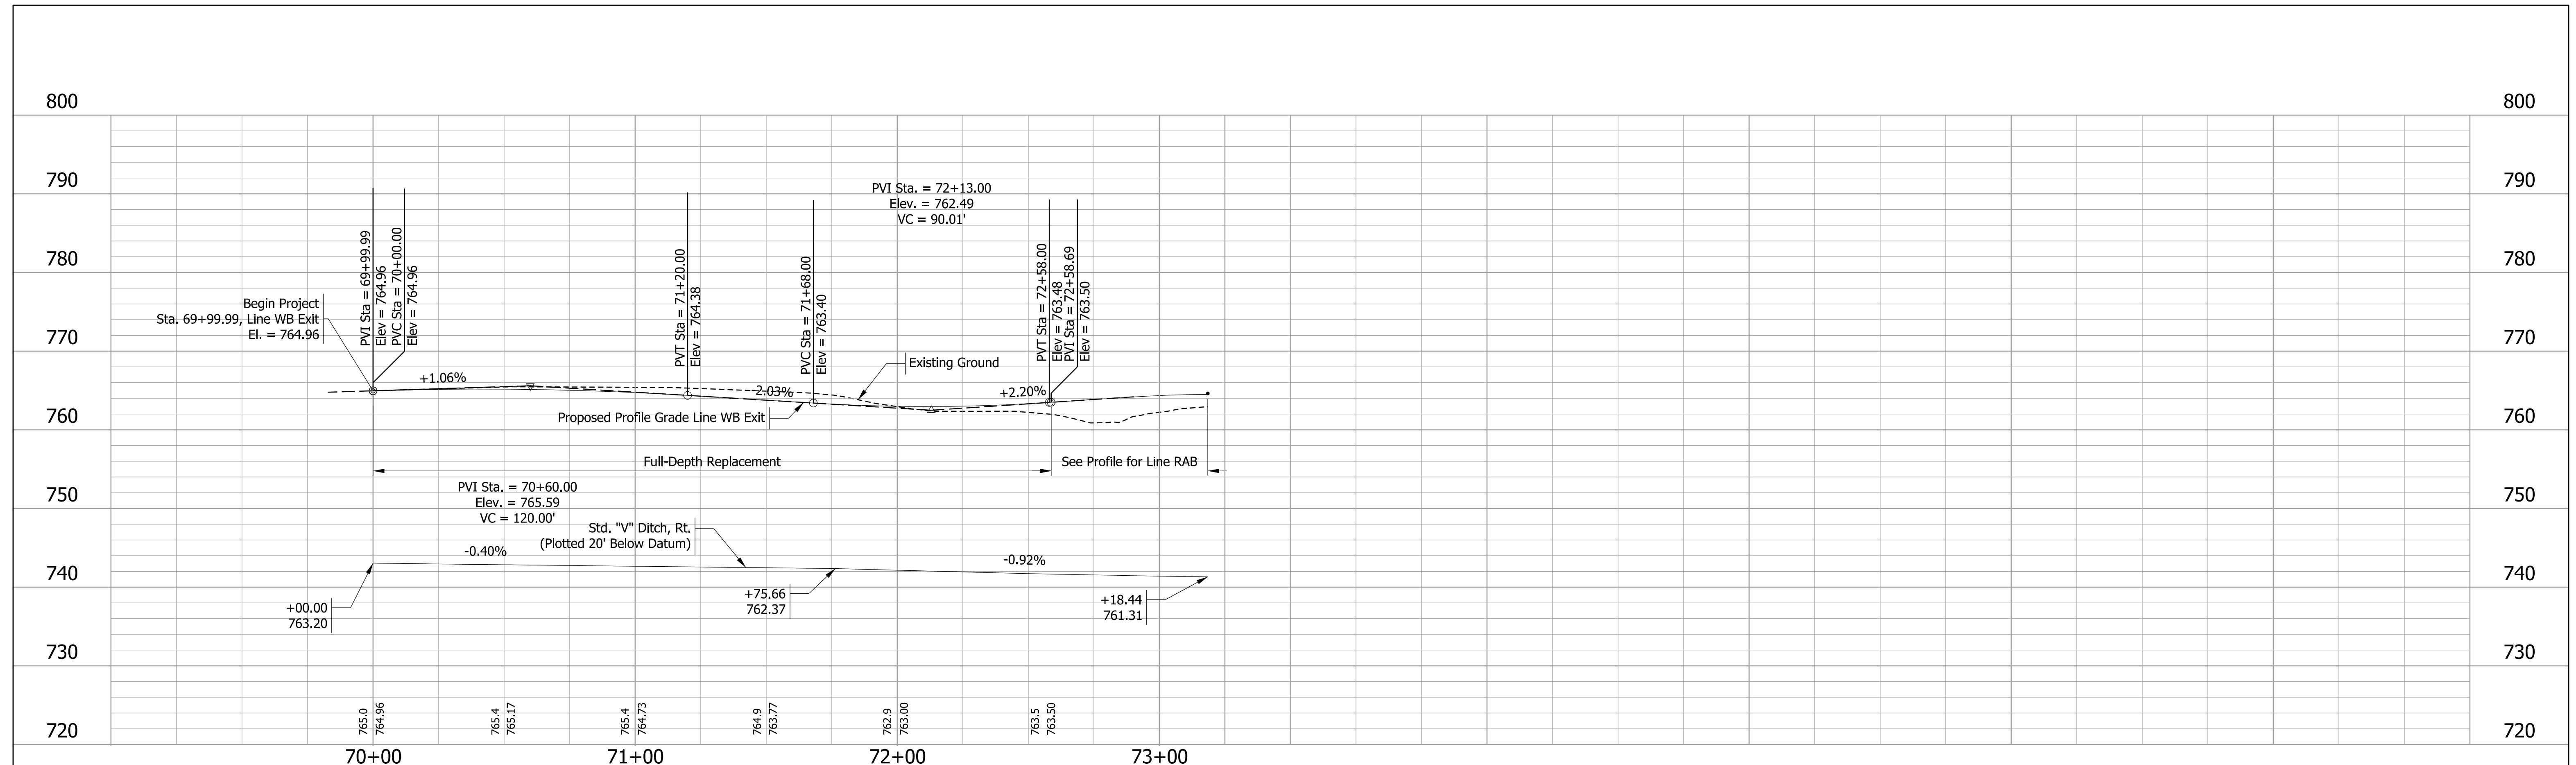 800
800
790
790
780
780
770
770
760
760
750
750
740
740
730
730
720
720
PVI Sta. = 72+13.00
Elev. = 762.49
VC = 90.01'
PVI Sta = 69+99.99
Elev = 764.96
PVC Sta = 70+00.00
Elev = 764.96
PVT Sta = 71+20.00
Elev = 764.38
PVC Sta = 71+68.00
Elev = 763.40
PVT Sta = 72+58.00
Elev = 763.48
PVI Sta = 72+58.69
Elev = 763.50
Begin Project
Sta. 69+99.99, Line WB Exit
El. = 764.96
+1.06%
2.03%
+2.20%
Existing Ground
Proposed Profile Grade Line WB Exit
Full-Depth Replacement
See Profile for Line RAB
PVI Sta. = 70+60.00
Elev. = 765.59
VC = 120.00'
Std. "V" Ditch, Rt.
(Plotted 20' Below Datum)
-0.40%
-0.92%
+00.00
763.20
+75.66
762.37
+18.44
761.31
765.0
764.96
765.4
765.17
765.4
764.73
764.9
763.77
762.9
763.00
763.5
763.50
70+00
71+00
72+00
73+00